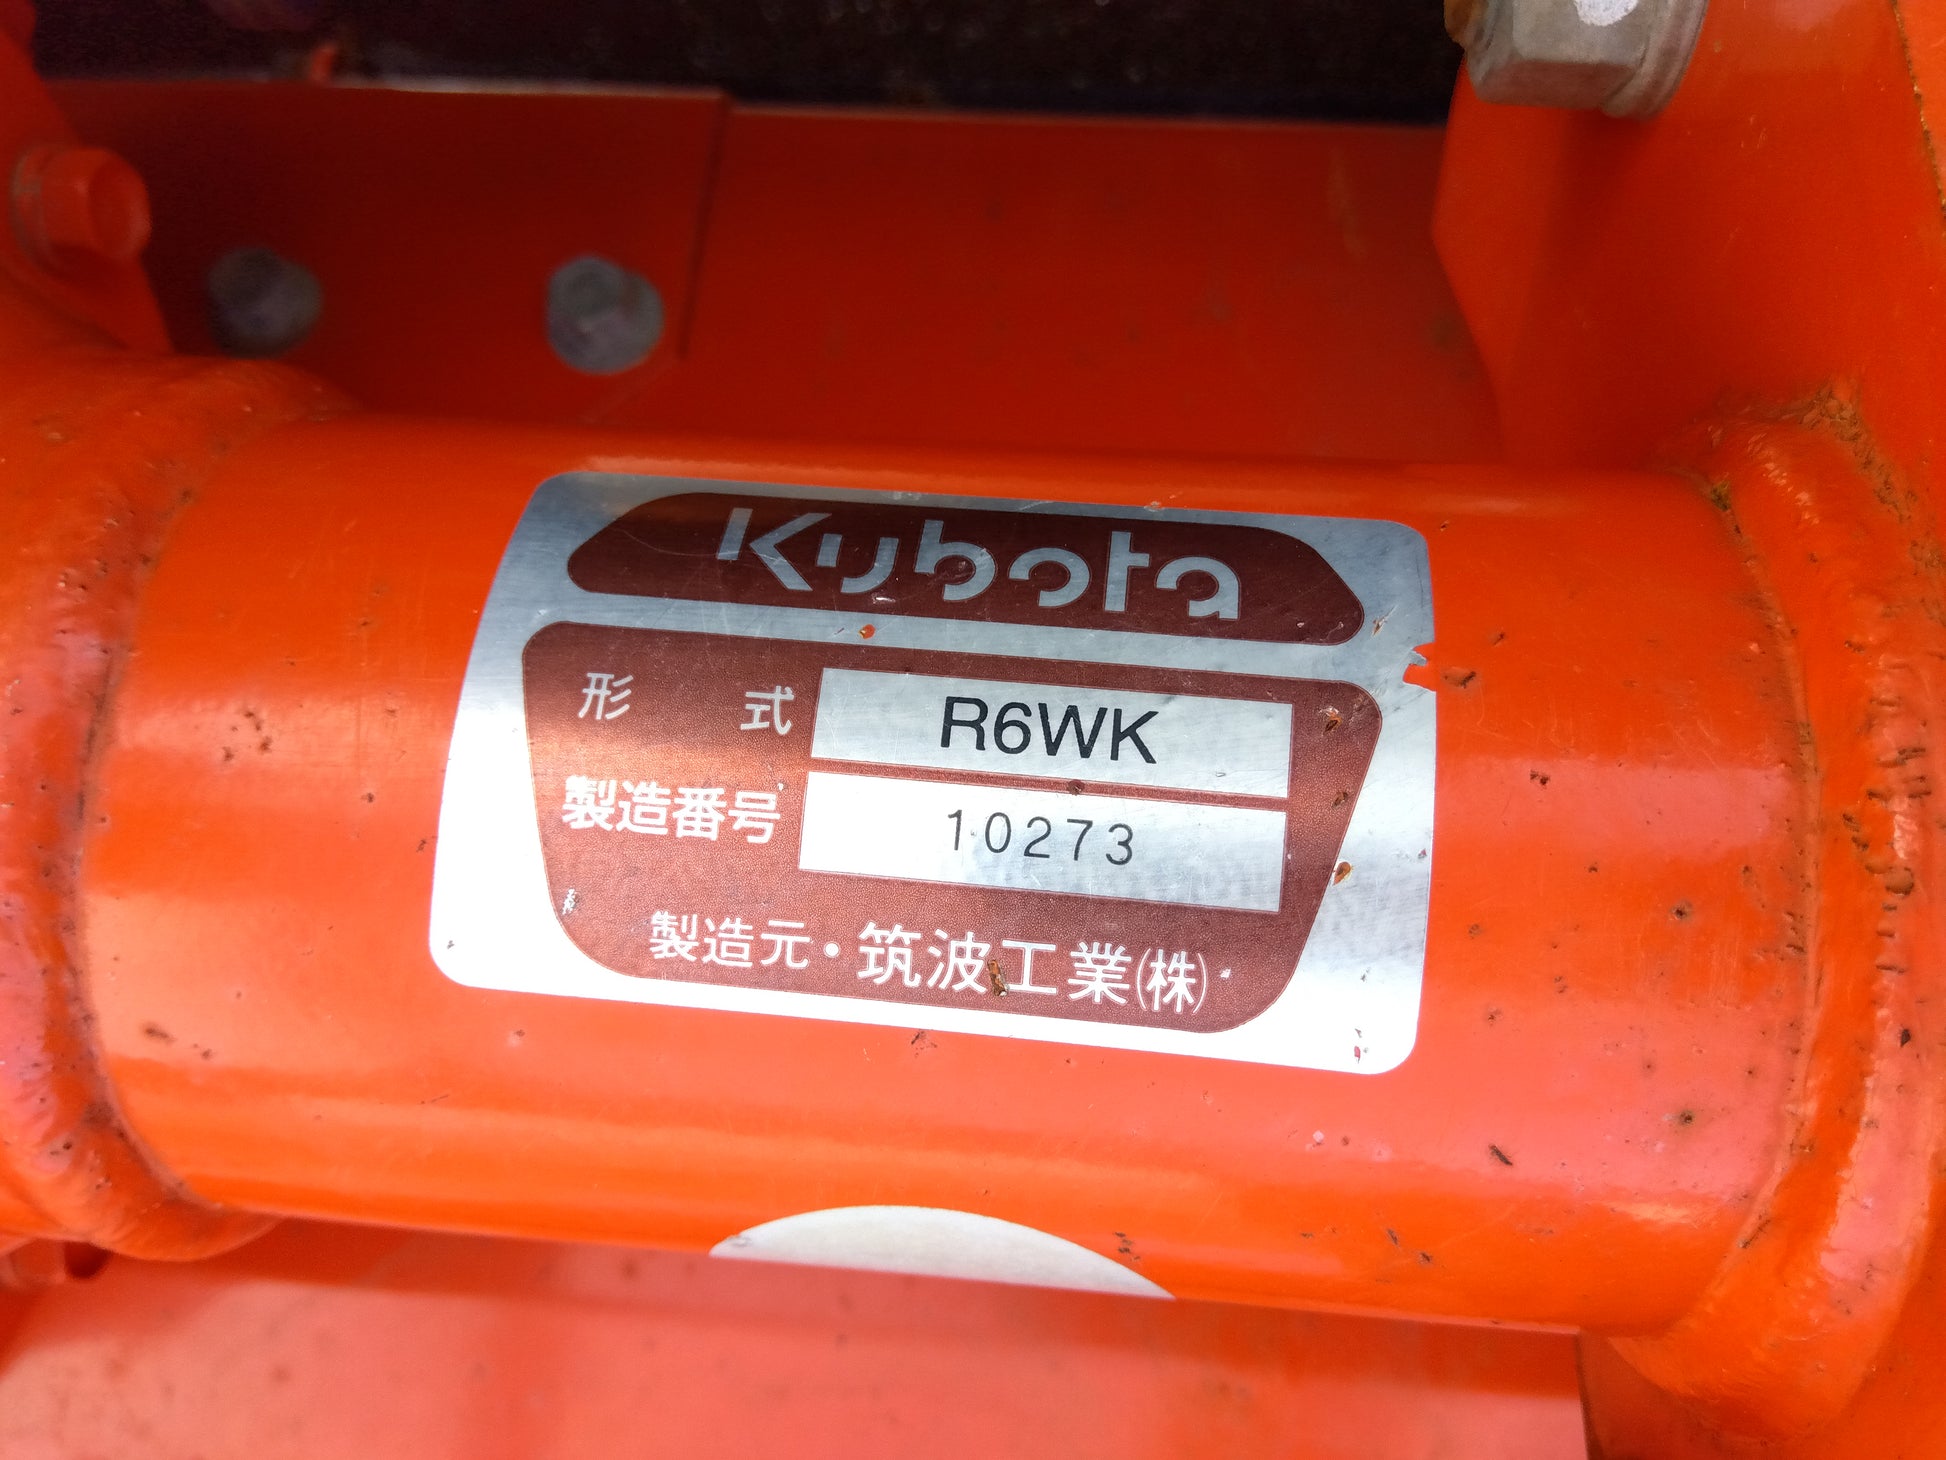 Kubota
形 式 R6WK
製造番号 10273
製造元・筑波工業㈱